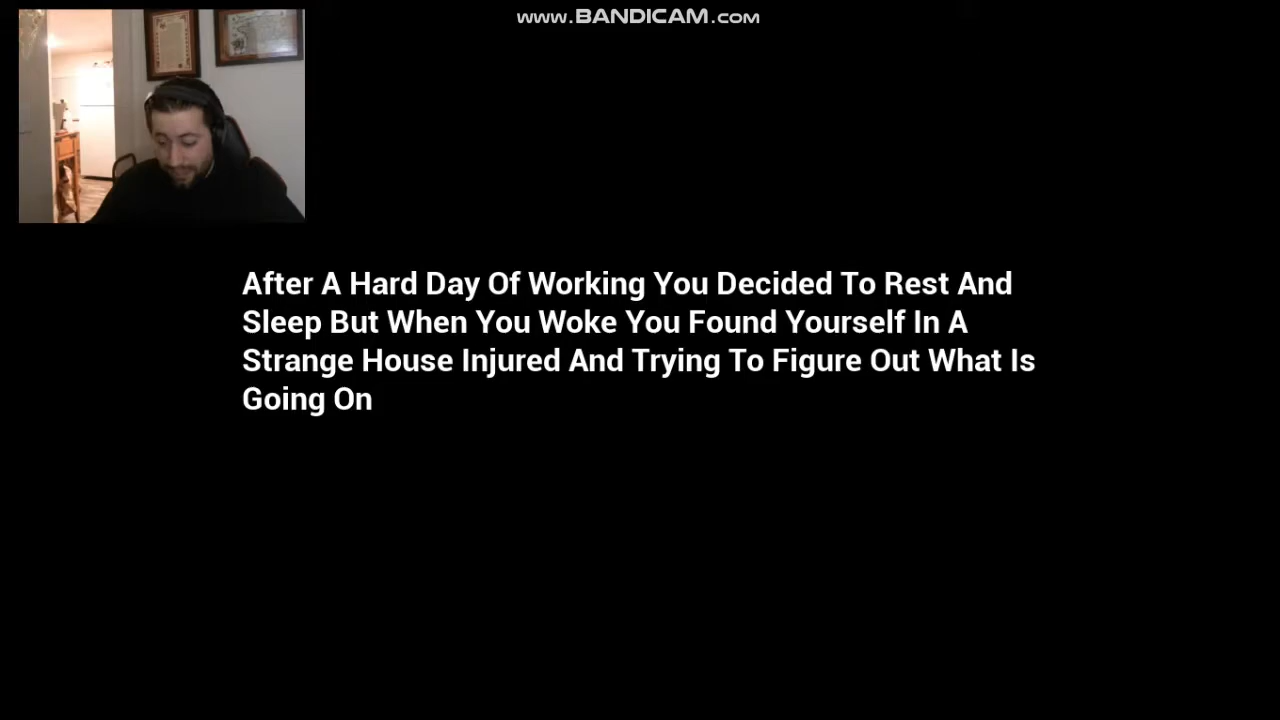 www.BANDICAM.com
After A Hard Day Of Working You Decided To Rest And
Sleep But When You Woke You Found Yourself In A
Strange House Injured And Trying To Figure Out What Is
Going On